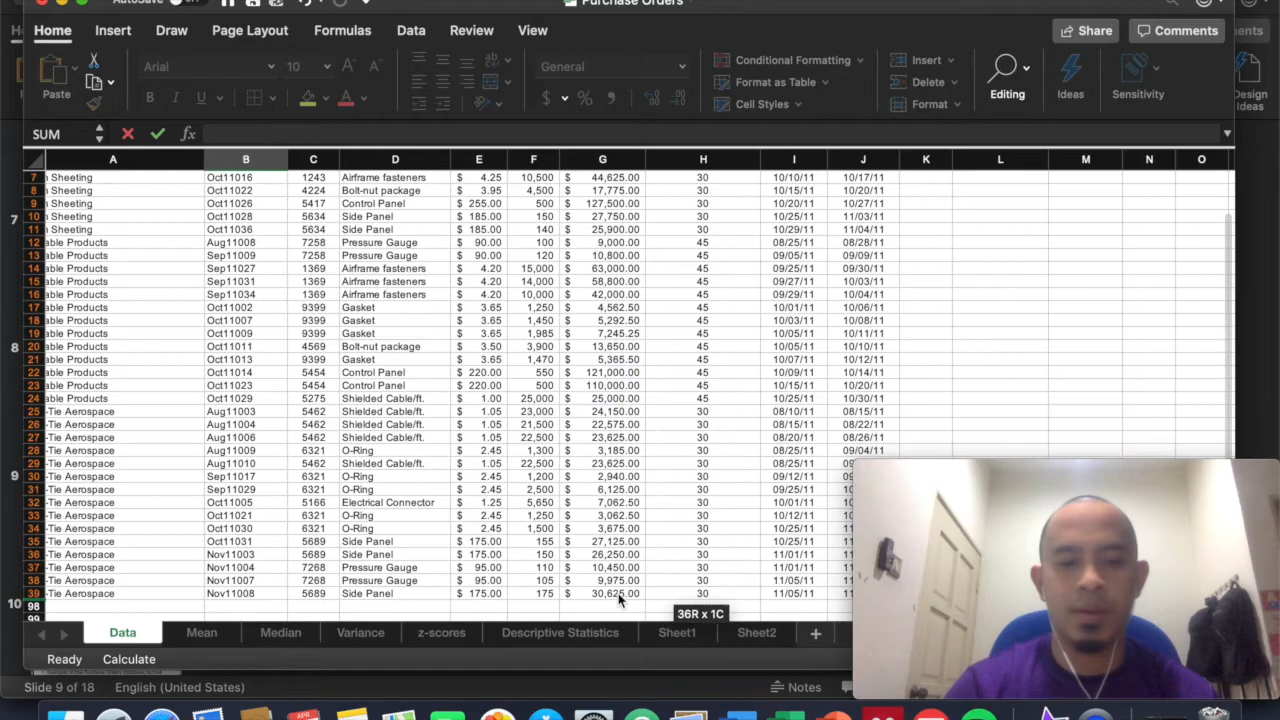 AutoSave Purchase Orders
Home Insert Draw Page Layout Formulas Data Review View Share Comments
Arial 10 General Conditional Formatting Insert
Format as Table Delete
Cell Styles Format
Paste Editing Ideas Sensitivity Design Ideas
SUM fx
A B C D E F G H I J K L M N O
7 n Sheeting Oct11016 1243 Airframe fasteners $ 4.25 10,500 $ 44,625.00 30 10/10/11 10/17/11
8 n Sheeting Oct11022 4224 Bolt-nut package $ 3.95 4,500 $ 17,775.00 30 10/15/11 10/20/11
9 n Sheeting Oct11026 5417 Control Panel $ 255.00 500 $ 127,500.00 30 10/20/11 10/27/11
10 n Sheeting Oct11028 5634 Side Panel $ 185.00 150 $ 27,750.00 30 10/25/11 11/03/11
11 n Sheeting Oct11036 5634 Side Panel $ 185.00 140 $ 25,900.00 30 10/29/11 11/04/11
12 able Products Aug11008 7258 Pressure Gauge $ 90.00 100 $ 9,000.00 45 08/25/11 08/28/11
13 able Products Sep11009 7258 Pressure Gauge $ 90.00 120 $ 10,800.00 45 09/05/11 09/09/11
14 able Products Sep11027 1369 Airframe fasteners $ 4.20 15,000 $ 63,000.00 45 09/25/11 09/30/11
15 able Products Sep11031 1369 Airframe fasteners $ 4.20 14,000 $ 58,800.00 45 09/27/11 10/03/11
16 able Products Sep11034 1369 Airframe fasteners $ 4.20 10,000 $ 42,000.00 45 09/29/11 10/04/11
17 able Products Oct11002 9399 Gasket $ 3.65 1,250 $ 4,562.50 45 10/01/11 10/06/11
18 able Products Oct11007 9399 Gasket $ 3.65 1,450 $ 5,292.50 45 10/03/11 10/08/11
19 able Products Oct11009 9399 Gasket $ 3.65 1,985 $ 7,245.25 45 10/05/11 10/11/11
20 able Products Oct11011 4569 Bolt-nut package $ 3.50 3,900 $ 13,650.00 45 10/05/11 10/10/11
21 able Products Oct11013 9399 Gasket $ 3.65 1,470 $ 5,365.50 45 10/07/11 10/12/11
22 able Products Oct11014 5454 Control Panel $ 220.00 550 $ 121,000.00 45 10/09/11 10/14/11
23 able Products Oct11023 5454 Control Panel $ 220.00 500 $ 110,000.00 45 10/15/11 10/20/11
24 able Products Oct11029 5275 Shielded Cable/ft. $ 1.00 25,000 $ 25,000.00 45 10/25/11 10/30/11
25 -Tie Aerospace Aug11003 5462 Shielded Cable/ft. $ 1.05 23,000 $ 24,150.00 30 08/10/11 08/15/11
26 -Tie Aerospace Aug11004 5462 Shielded Cable/ft. $ 1.05 21,500 $ 22,575.00 30 08/15/11 08/22/11
27 -Tie Aerospace Aug11006 5462 Shielded Cable/ft. $ 1.05 22,500 $ 23,625.00 30 08/20/11 08/26/11
28 -Tie Aerospace Aug11009 6321 O-Ring $ 2.45 1,300 $ 3,185.00 30 08/25/11 09/04/11
29 -Tie Aerospace Aug11010 5462 Shielded Cable/ft. $ 1.05 22,500 $ 23,625.00 30 08/25/11
30 -Tie Aerospace Sep11017 6321 O-Ring $ 2.45 1,200 $ 2,940.00 30 09/12/11
31 -Tie Aerospace Sep11029 6321 O-Ring $ 2.45 2,500 $ 6,125.00 30 09/25/11
32 -Tie Aerospace Oct11005 5166 Electrical Connector $ 1.25 5,650 $ 7,062.50 30 10/01/11
33 -Tie Aerospace Oct11021 6321 O-Ring $ 2.45 1,250 $ 3,062.50 30 10/12/11
34 -Tie Aerospace Oct11030 6321 O-Ring $ 2.45 1,500 $ 3,675.00 30 10/25/11
35 -Tie Aerospace Oct11031 5689 Side Panel $ 175.00 155 $ 27,125.00 30 10/25/11
36 -Tie Aerospace Nov11003 5689 Side Panel $ 175.00 150 $ 26,250.00 30 11/01/11
37 -Tie Aerospace Nov11004 7268 Pressure Gauge $ 95.00 110 $ 10,450.00 30 11/01/11
38 -Tie Aerospace Nov11007 7268 Pressure Gauge $ 95.00 105 $ 9,975.00 30 11/05/11
39 -Tie Aerospace Nov11008 5689 Side Panel $ 175.00 175 $ 30,625.00 30 11/05/11
98
99
7
8
9
10
36R x 1C
Data Mean Median Variance z-scores Descriptive Statistics Sheet1 Sheet2
Ready Calculate
Slide 9 of 18 English (United States) Notes
APR